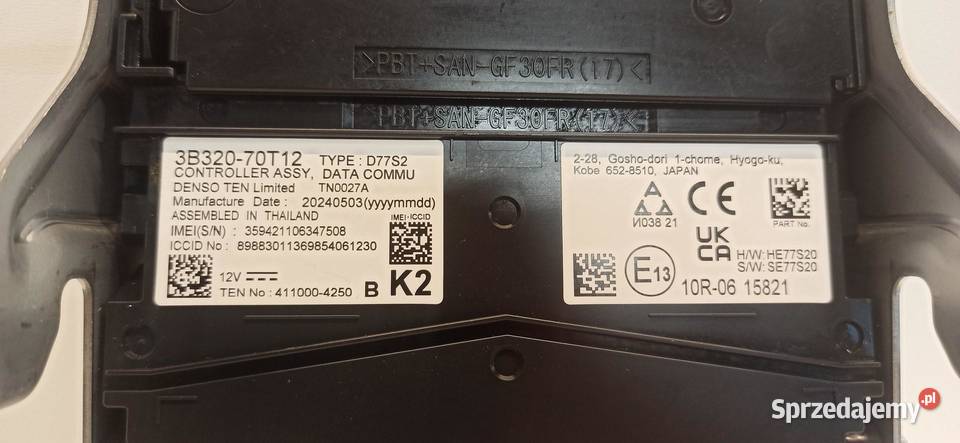 >PBT+SAN-GF30FR(17)<
>PBT+SAN-GF30FR(17)<
3B320-70T12 TYPE : D77S2
CONTROLLER ASSY, DATA COMMU
DENSO TEN Limited TN0027A
Manufacture Date : 20240503(yyyymmdd)
ASSEMBLED IN THAILAND
IMEI-ICCID
IMEI(S/N) : 359421106347508
ICCID No : 89883011369854061230
12V
TEN No : 411000-4250 B K2
2-28, Gosho-dori 1-chome, Hyogo-ku,
Kobe 652-8510, JAPAN
CE
PART No.
И038 21
UK
CA
H/W: HE77S20
S/W: SE77S20
E13
10R-06 15821
Sprzedajemy.pl